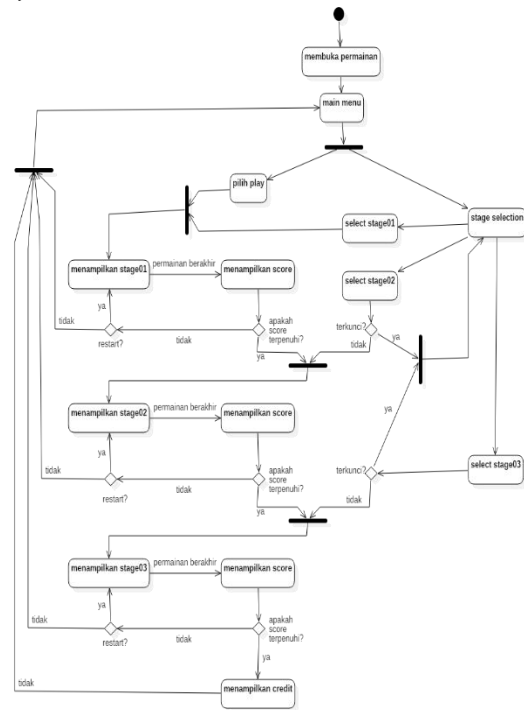 membuka permainan
main menu
pilih play
stage selection
select stage01
menampilkan stage01
permainan berakhir
menampilkan score
select stage02
ya
tidak
restart?
tidak
apakah
score
terpenuhi?
ya
terkunci?
ya
tidak
menampilkan stage02
permainan berakhir
menampilkan score
ya
ya
tidak
restart?
tidak
apakah
score
terpenuhi?
ya
terkunci?
tidak
select stage03
menampilkan stage03
permainan berakhir
menampilkan score
ya
tidak
restart?
tidak
apakah
score
terpenuhi?
ya
tidak
menampilkan credit